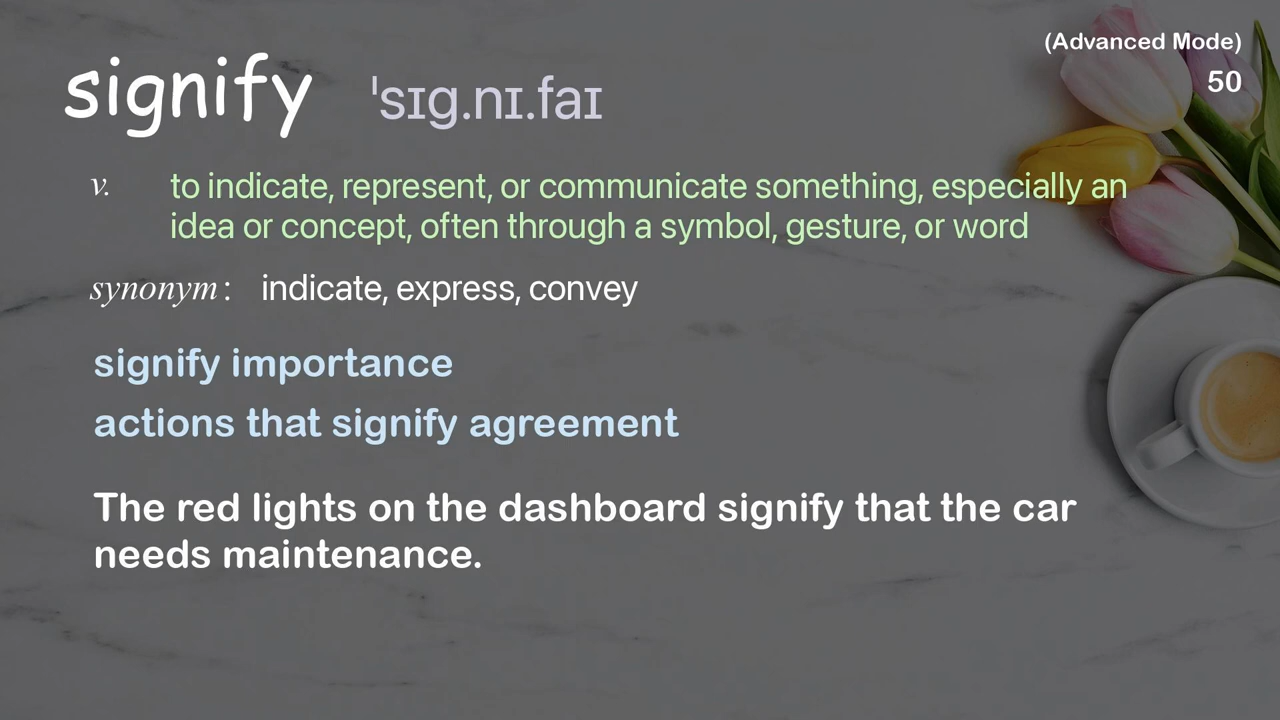 (Advanced Mode)
50
signify ˈsɪɡ.nɪ.faɪ
v. to indicate, represent, or communicate something, especially an
idea or concept, often through a symbol, gesture, or word
synonym : indicate, express, convey
signify importance
actions that signify agreement
The red lights on the dashboard signify that the car
needs maintenance.